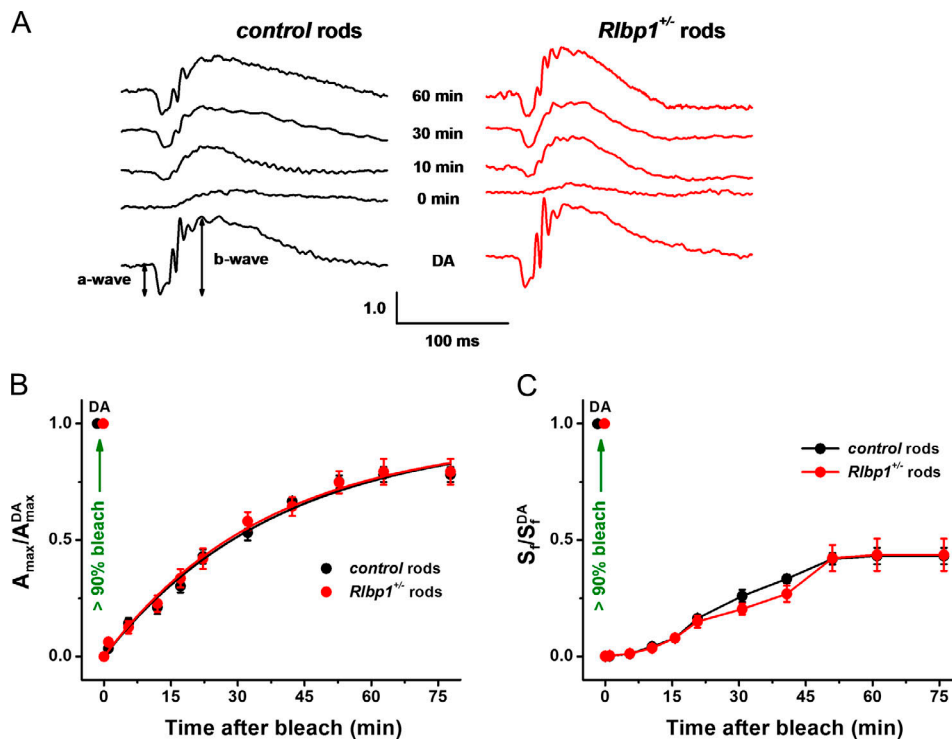 A
control rods
Rlbp1+/- rods
60 min
30 min
10 min
0 min
DA
a-wave
b-wave
1.0
100 ms
B
DA
1.0
0.5
0.0
Amax/ADAmax
> 90% bleach
control rods
Rlbp1+/- rods
0 15 30 45 60 75
Time after bleach (min)
C
DA
1.0
0.5
0.0
Sf/SDAf
> 90% bleach
control rods
Rlbp1+/- rods
0 15 30 45 60 75
Time after bleach (min)